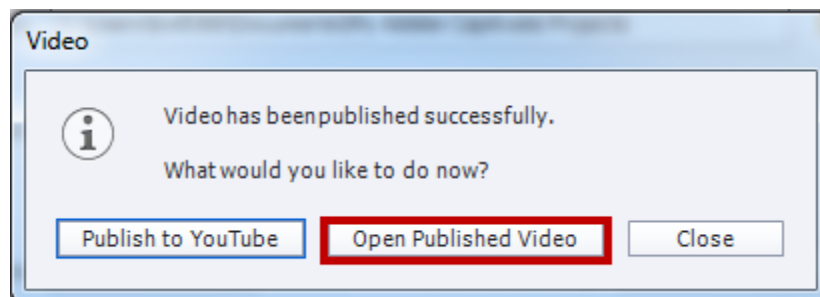 Video
Video has been published successfully.
What would you like to do now?
Publish to YouTube
Open Published Video
Close